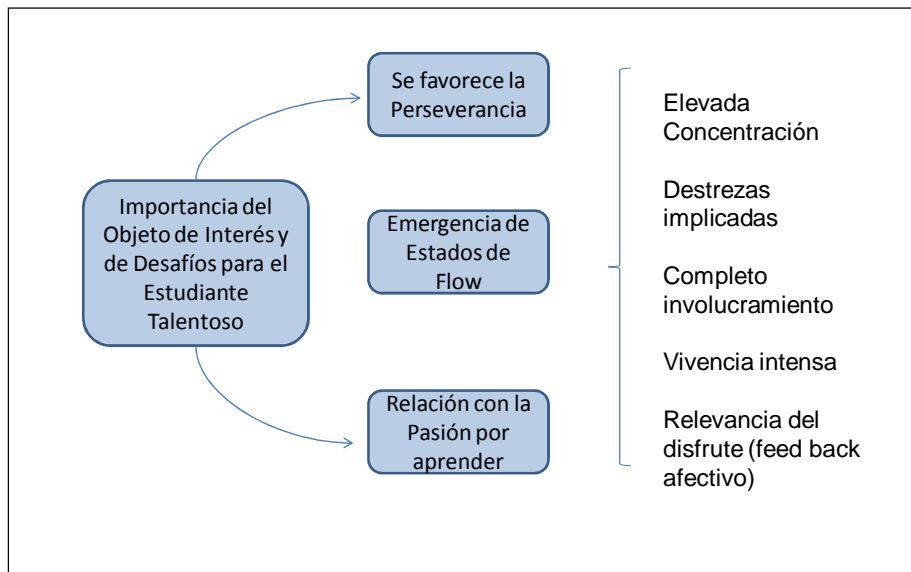 Se favorece la
Perseverancia
Importancia del
Objeto de Interés y
de Desafíos para el
Estudiante
Talentoso
Emergencia de
Estados de
Flow
Relación con la
Pasión por
aprender
Elevada
Concentración
Destrezas
implicadas
Completo
involucramiento
Vivencia intensa
Relevancia del
disfrute (feed back
afectivo)